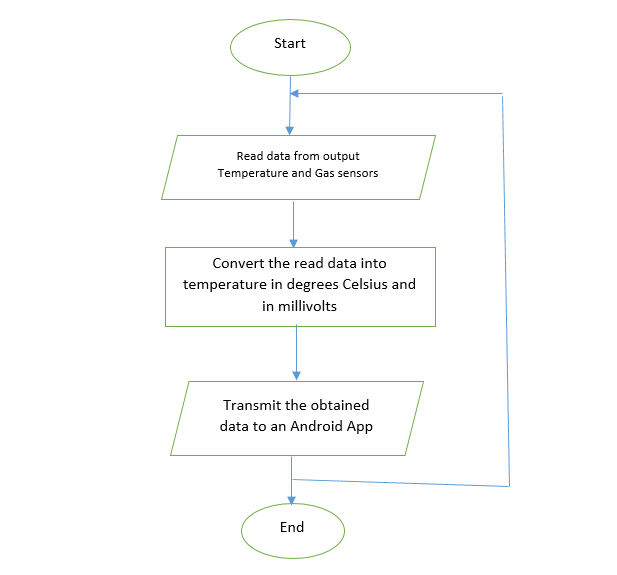 Start
Read data from output
Temperature and Gas sensors
Convert the read data into
temperature in degrees Celsius and
in millivolts
Transmit the obtained
data to an Android App
End